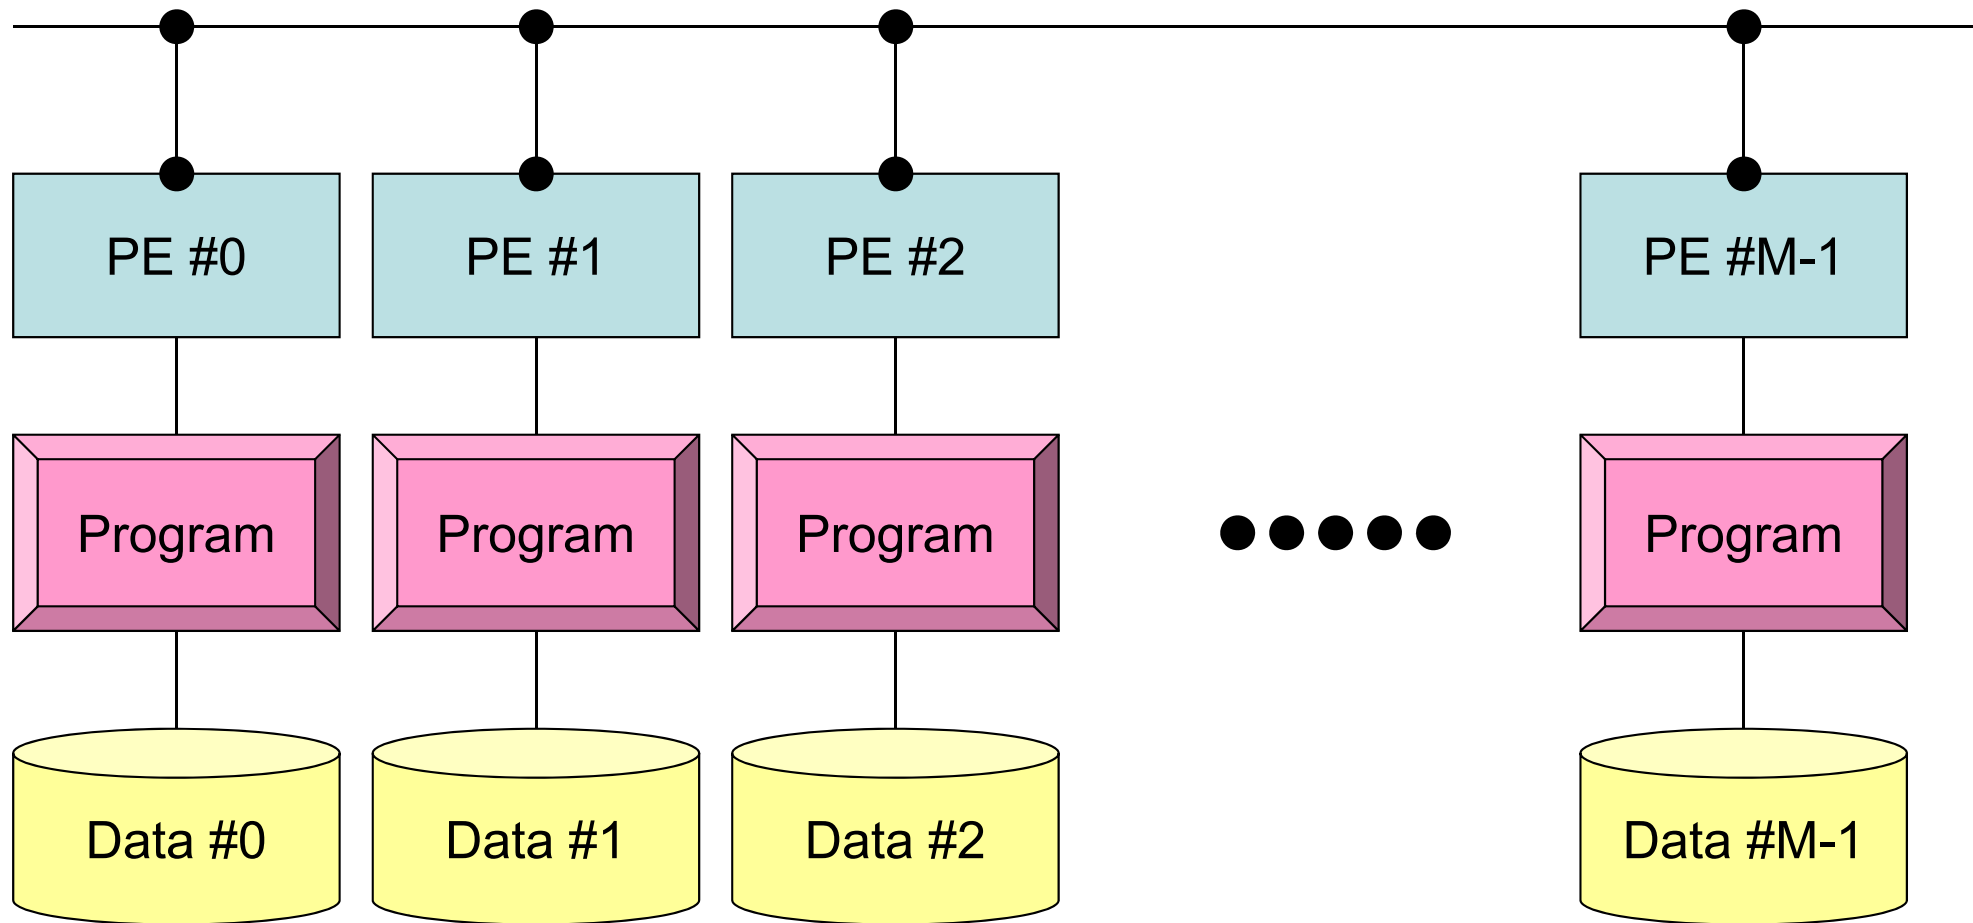 PE #0
PE #1
PE #2
PE #M-1
Program
Program
Program
Program
Data #0
Data #1
Data #2
Data #M-1